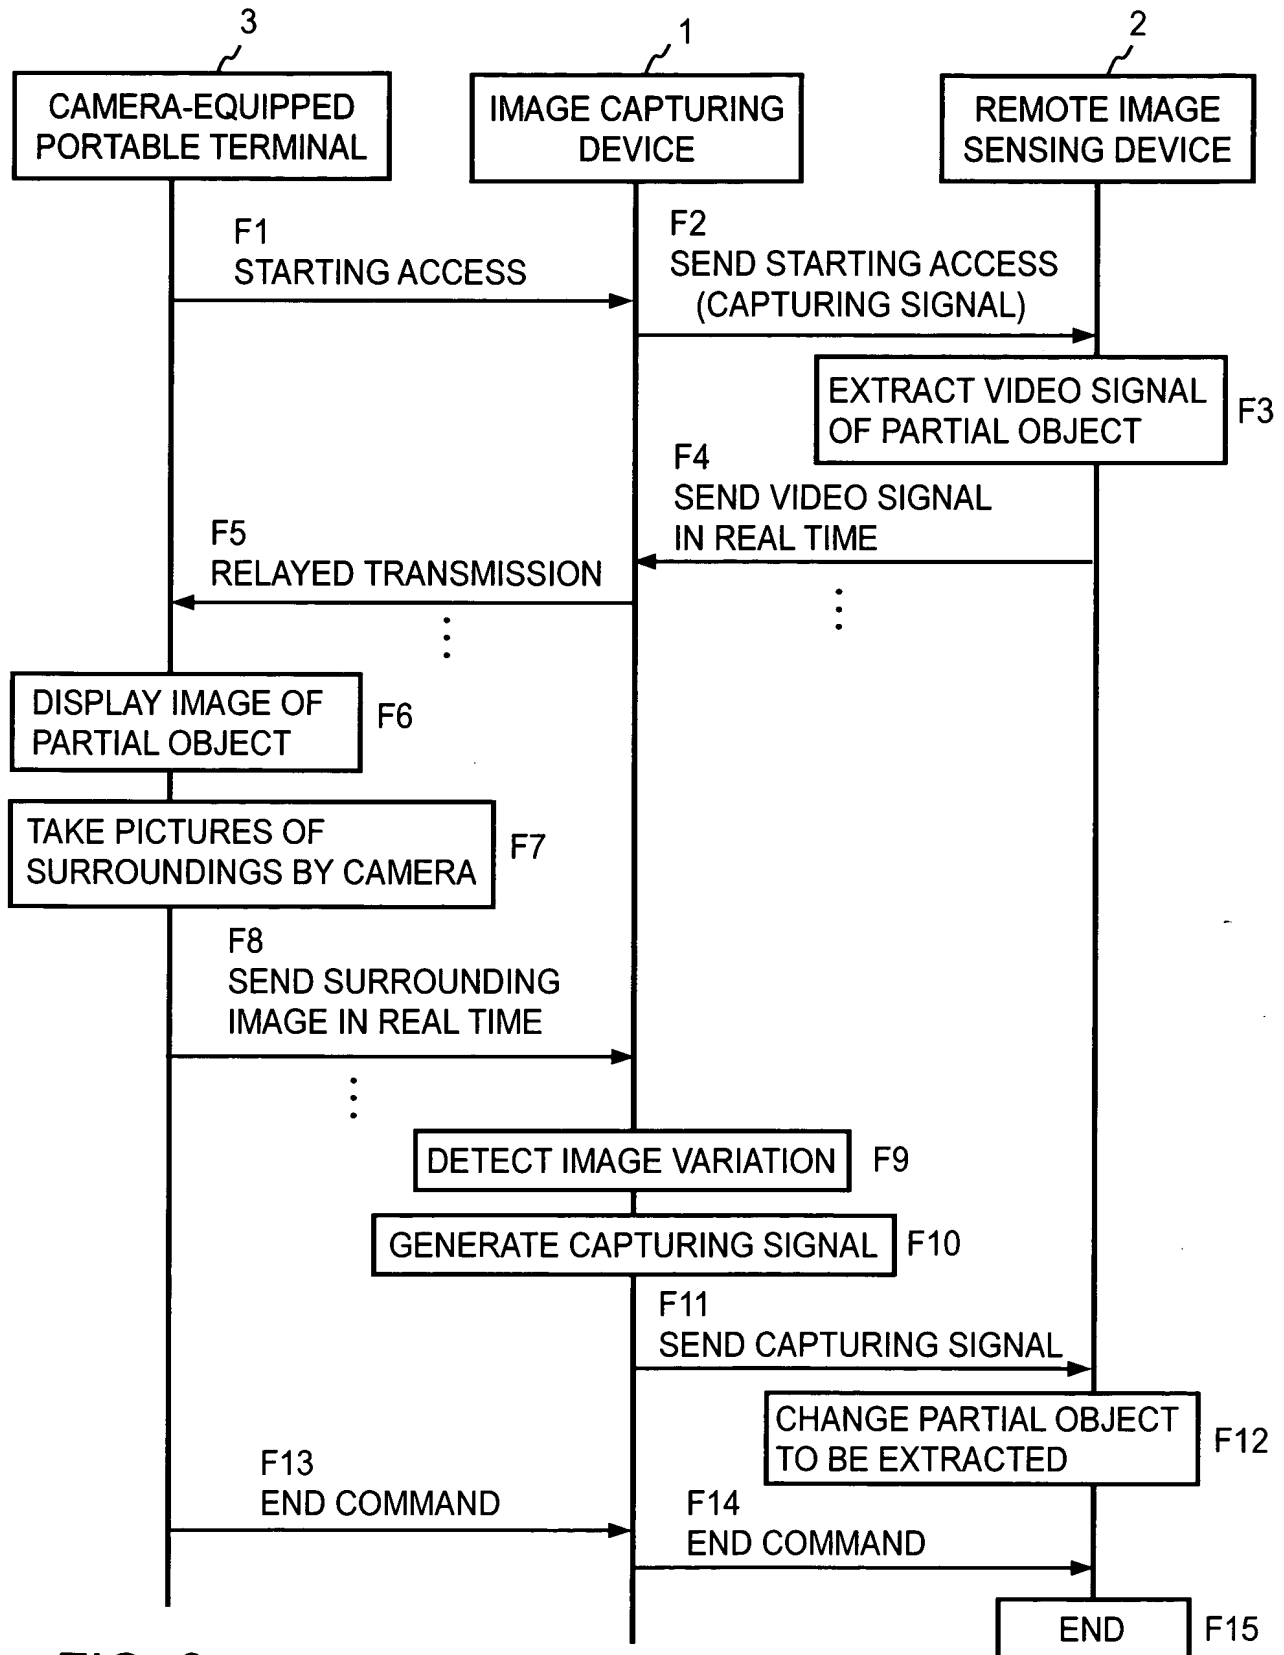 3
1
2
CAMERA-EQUIPPED
PORTABLE TERMINAL
IMAGE CAPTURING
DEVICE
REMOTE IMAGE
SENSING DEVICE
F1
STARTING ACCESS
F2
SEND STARTING ACCESS
(CAPTURING SIGNAL)
EXTRACT VIDEO SIGNAL
OF PARTIAL OBJECT
F3
F4
SEND VIDEO SIGNAL
IN REAL TIME
F5
RELAYED TRANSMISSION
DISPLAY IMAGE OF
PARTIAL OBJECT
F6
TAKE PICTURES OF
SURROUNDINGS BY CAMERA
F7
F8
SEND SURROUNDING
IMAGE IN REAL TIME
DETECT IMAGE VARIATION
F9
GENERATE CAPTURING SIGNAL
F10
F11
SEND CAPTURING SIGNAL
CHANGE PARTIAL OBJECT
TO BE EXTRACTED
F12
F13
END COMMAND
F14
END COMMAND
END
F15